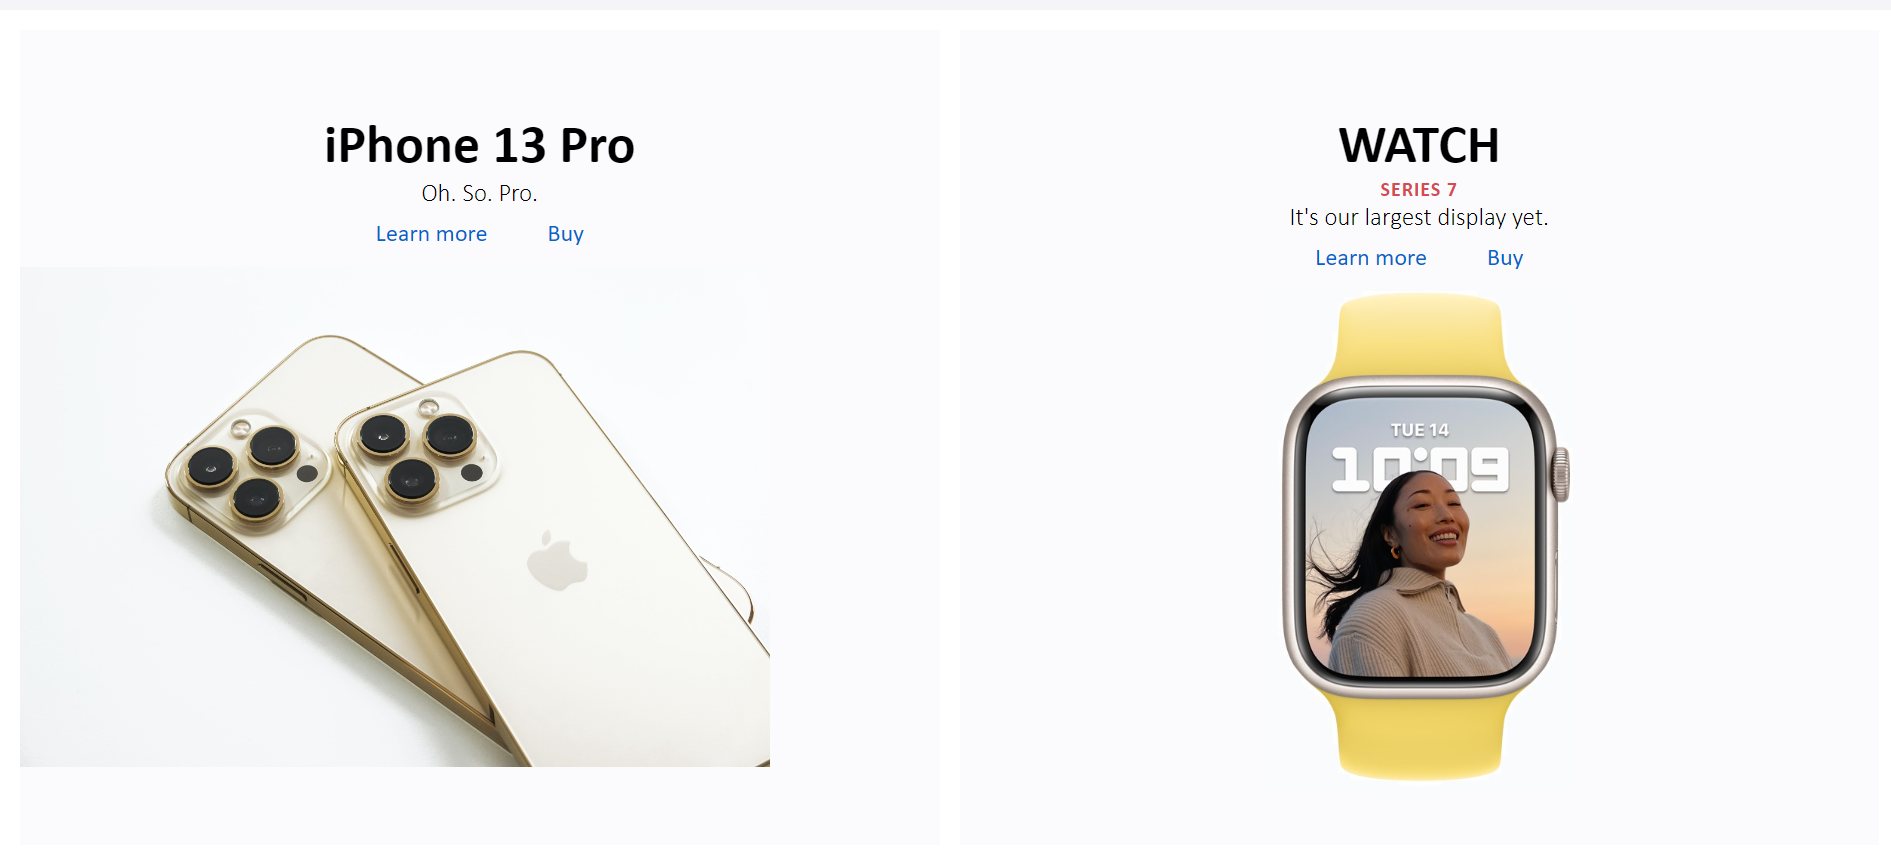 iPhone 13 Pro
Oh. So. Pro.
Learn more Buy
WATCH
SERIES 7
It's our largest display yet.
Learn more Buy
TUE 14
10:09